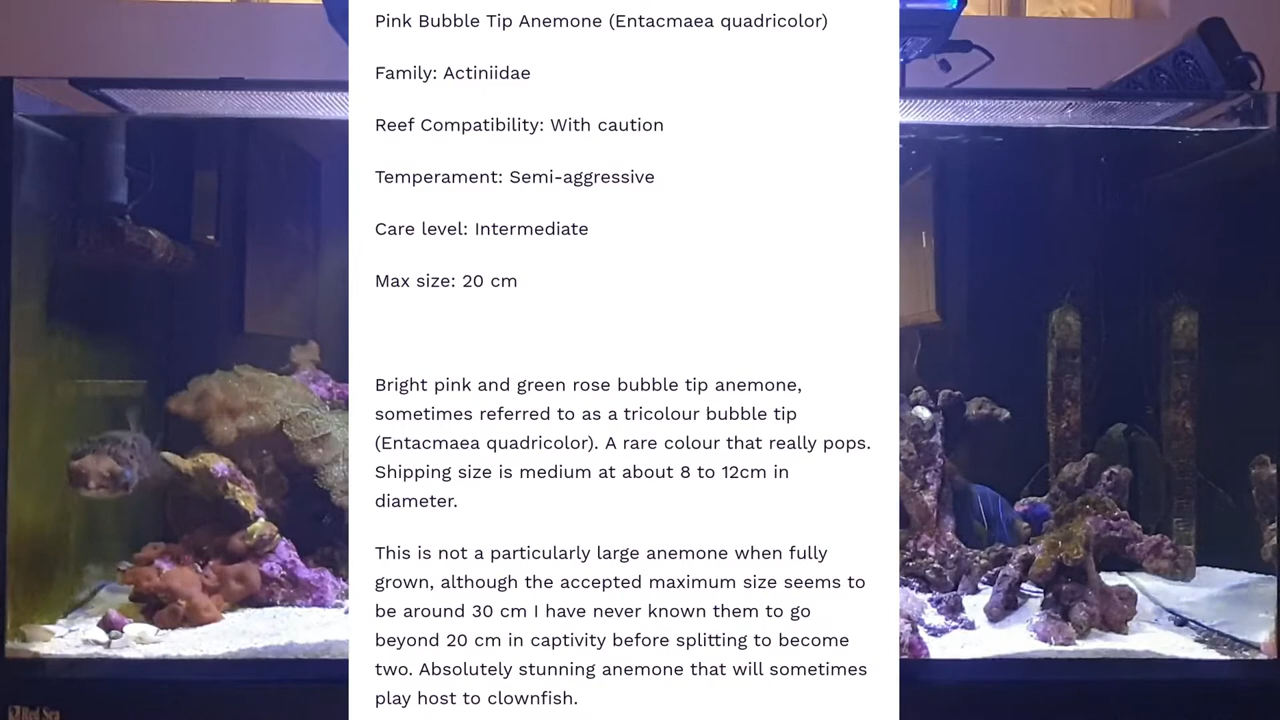 Pink Bubble Tip Anemone (Entacmaea quadricolor)
Family: Actiniidae
Reef Compatibility: With caution
Temperament: Semi-aggressive
Care level: Intermediate
Max size: 20 cm
Bright pink and green rose bubble tip anemone,
sometimes referred to as a tricolour bubble tip
(Entacmaea quadricolor). A rare colour that really pops.
Shipping size is medium at about 8 to 12cm in
diameter.
This is not a particularly large anemone when fully
grown, although the accepted maximum size seems to
be around 30 cm I have never known them to go
beyond 20 cm in captivity before splitting to become
two. Absolutely stunning anemone that will sometimes
play host to clownfish.
Red Sea